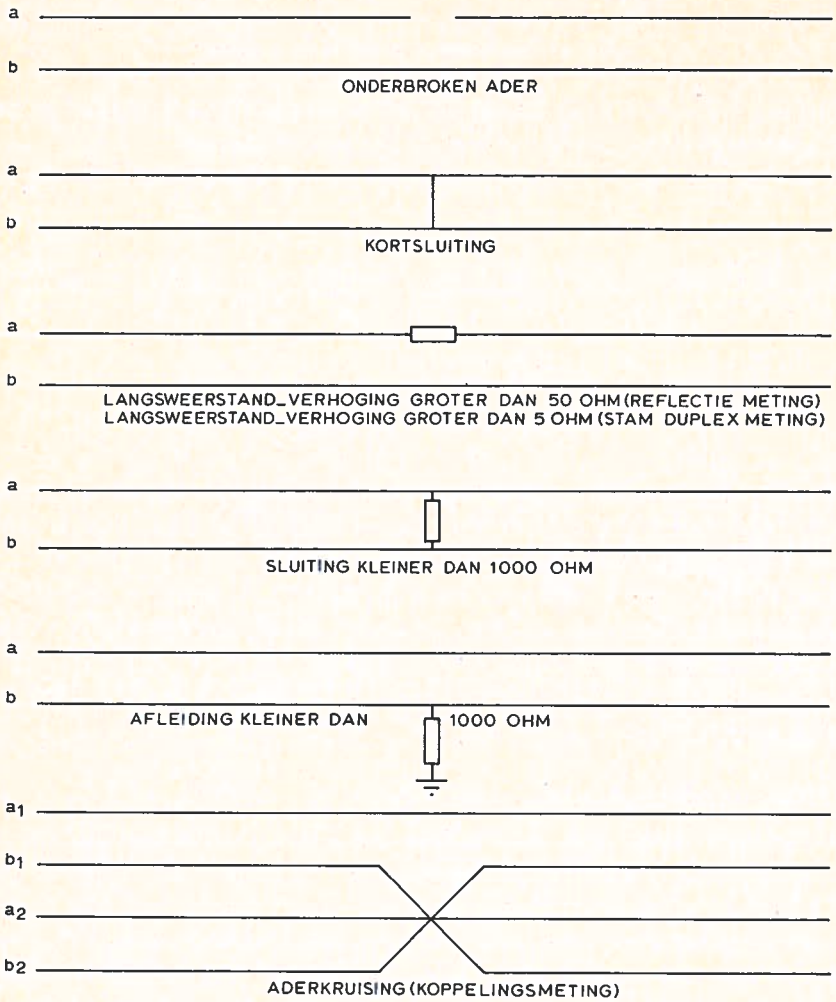 a
b
ONDERBROKEN ADER
a
b
KORTSLUITING
a
b
LANGSWEERSTAND_VERHOGING GROTER DAN 50 OHM (REFLECTIE METING)
LANGSWEERSTAND_VERHOGING GROTER DAN 5 OHM (STAM DUPLEX METING)
a
b
SLUITING KLEINER DAN 1000 OHM
a
b
AFLEIDING KLEINER DAN 1000 OHM
a1
b1
a2
b2
ADERKRUISING (KOPPELINGSMETING)